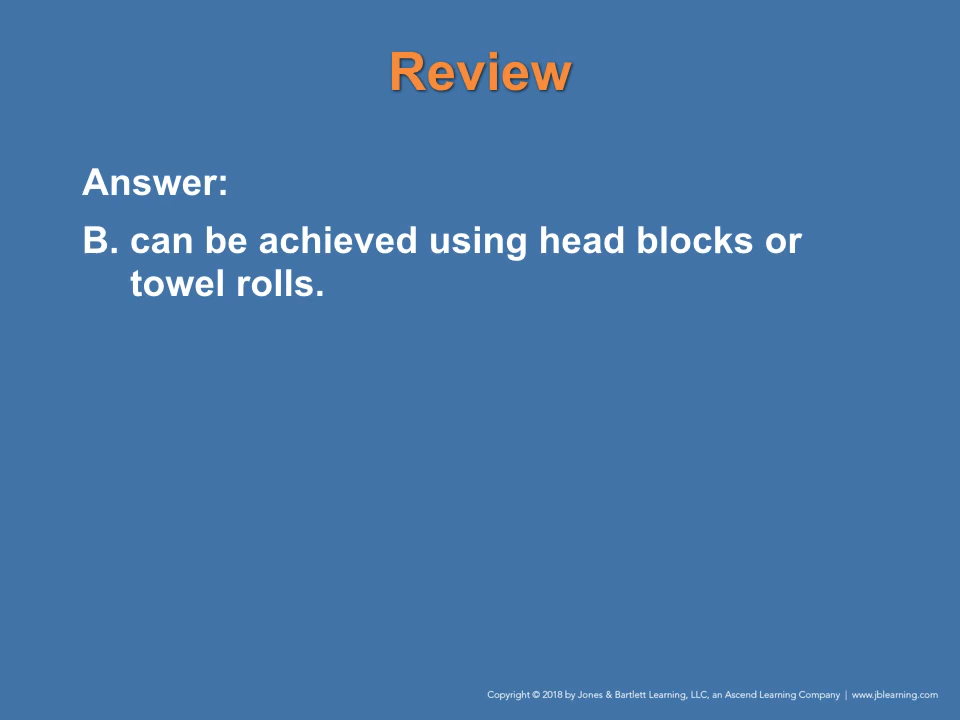 Review
Answer:
B. can be achieved using head blocks or
towel rolls.
Copyright © 2018 by Jones & Bartlett Learning, LLC, an Ascend Learning Company | www.jblearning.com